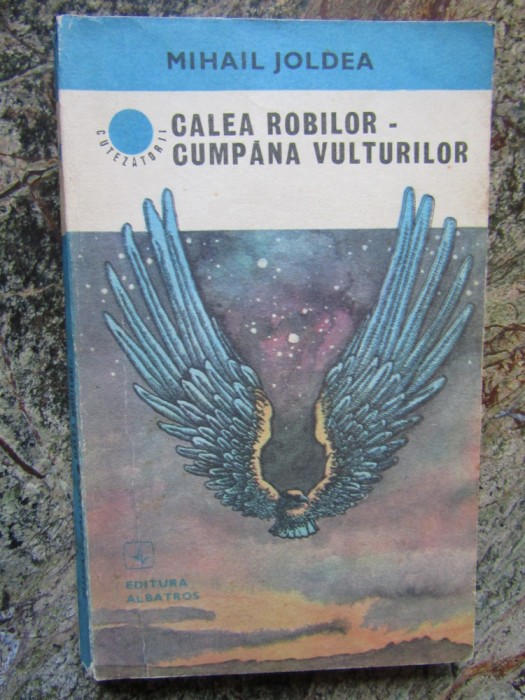 MIHAIL JOLDEA
CUTEZĂTORII
CALEA ROBILOR -
CUMPĂNA VULTURILOR
EDITURA
ALBATROS